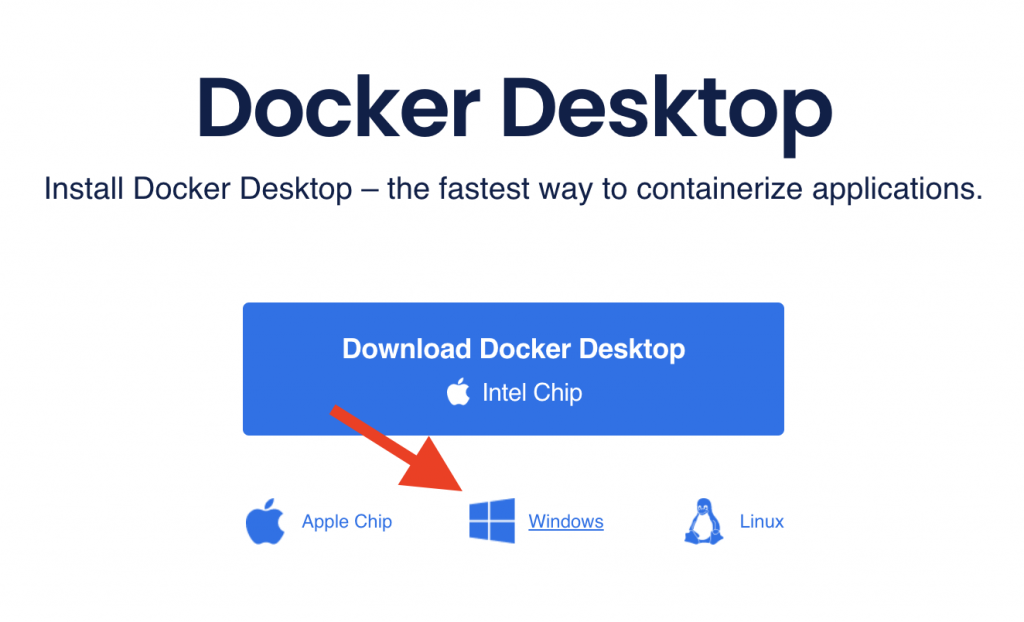 Docker Desktop
Install Docker Desktop – the fastest way to containerize applications.
Download Docker Desktop
Intel Chip
Apple Chip
Windows
Linux